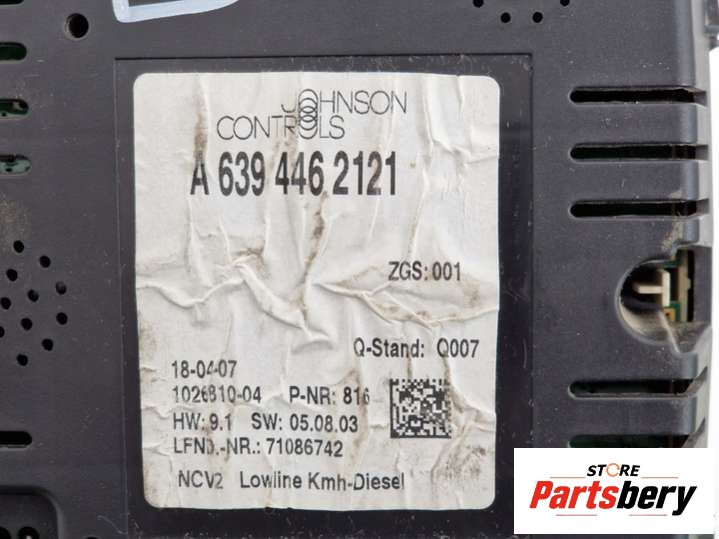 JOHNSON
CONTROLS
A 639 446 2121
ZGS: 001
Q-Stand: Q007
18-04-07
1026810-04 P-NR: 816
HW: 9.1 SW: 05.08.03
LFND.-NR.: 71086742
NCV2 Lowline Kmh-Diesel
STORE
Partsbery